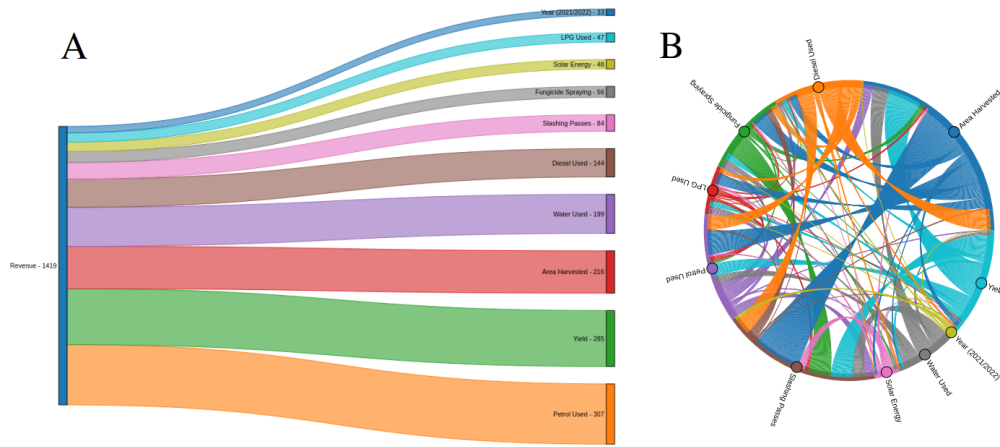 A
Year (2021/2022) - 33
LPG Used - 47
Solar Energy - 48
Fungicide Spraying - 56
Slashing Passes - 84
Diesel Used - 144
Water Used - 199
Revenue - 1419
Area Harvested - 216
Yield - 285
Petrol Used - 307
B
Diesel Used
Area Harvested
Fungicide Spraying
LPG Used
Petrol Used
Yield
Year (2021/2022)
Water Used
Solar Energy
Slashing Passes